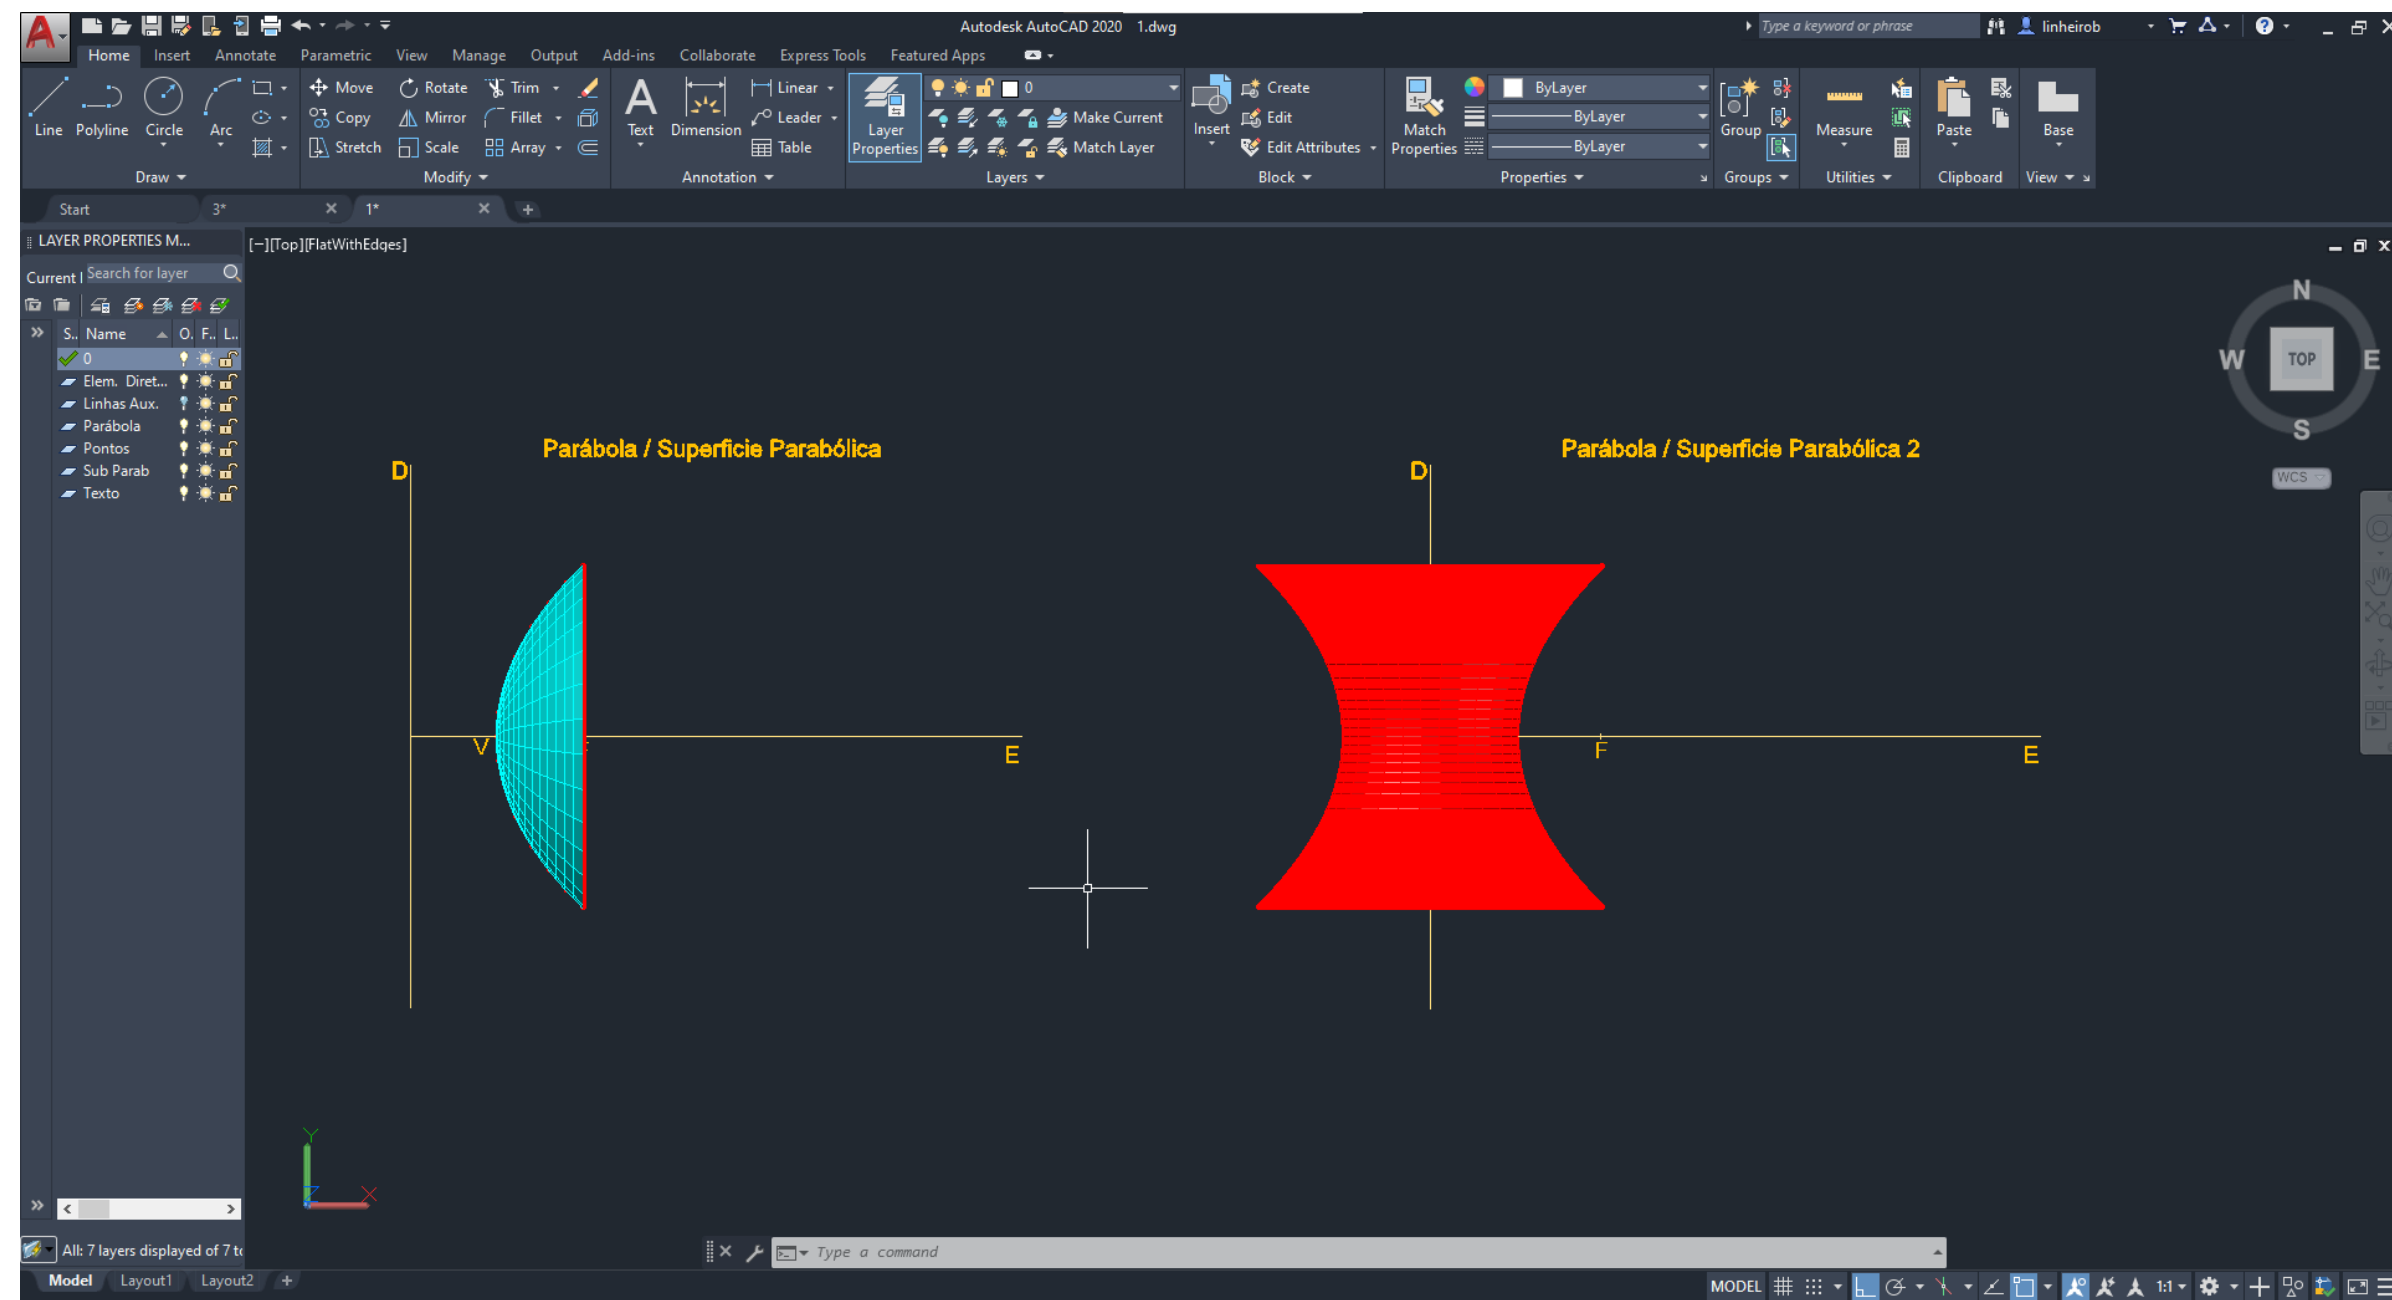 Autodesk AutoCAD 2020 1.dwg
Type a keyword or phrase
linheirob
Home Insert Annotate Parametric View Manage Output Add-ins Collaborate Express Tools Featured Apps
Line Polyline Circle Arc
Draw
Move Rotate Trim
Copy Mirror Fillet
Stretch Scale Array
Modify
Text Dimension
Linear
Leader
Table
Annotation
Layer Properties
0
Make Current
Match Layer
Layers
Insert
Create
Edit
Edit Attributes
Block
Match Properties
ByLayer
ByLayer
ByLayer
Properties
Group
Groups
Measure
Utilities
Paste
Clipboard
Base
View
Start 3* 1*
LAYER PROPERTIES M...
[−][Top][FlatWithEdges]
Current l Search for layer
S.. Name O. F.. L..
0
Elem. Diret...
Linhas Aux.
Parábola
Pontos
Sub Parab
Texto
N
W TOP E
S
WCS
Parábola / Superficie Parabólica
D
V
E
Parábola / Superficie Parabólica 2
D
F
E
Y
Z X
All: 7 layers displayed of 7 to
Type a command
Model Layout1 Layout2
MODEL 1:1